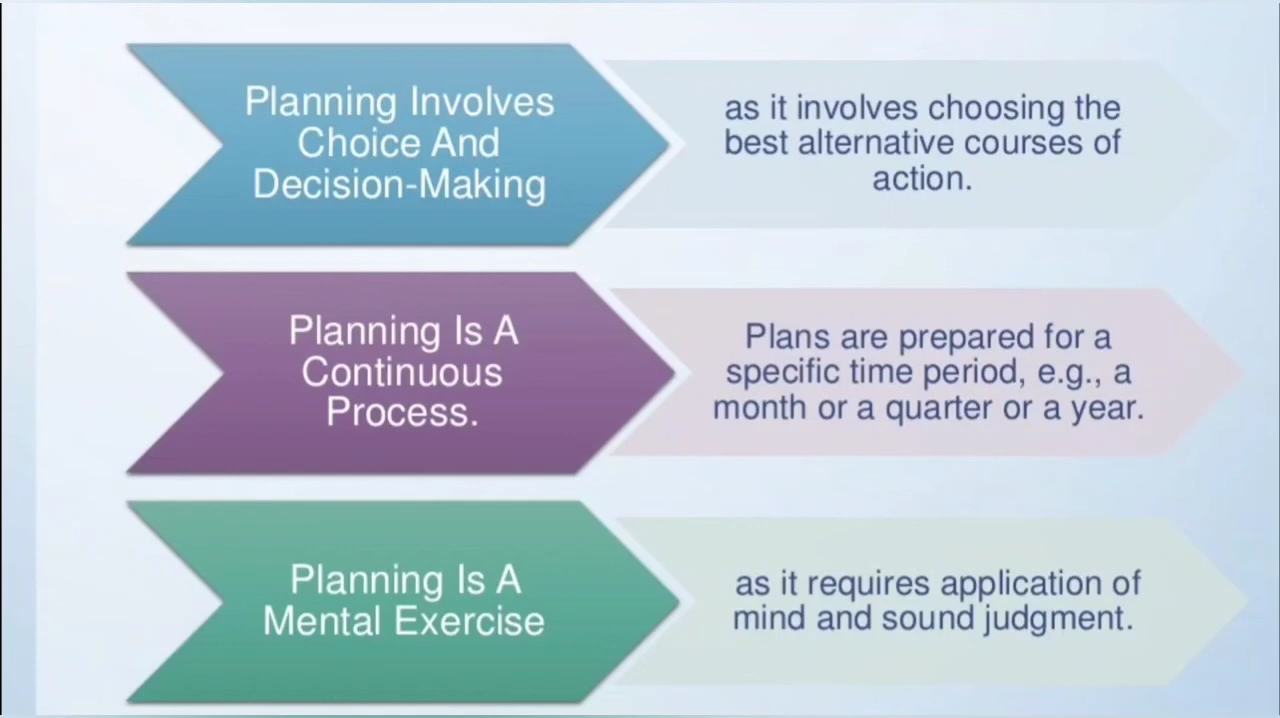 Planning Involves
Choice And
Decision-Making
as it involves choosing the
best alternative courses of
action.
Planning Is A
Continuous
Process.
Plans are prepared for a
specific time period, e.g., a
month or a quarter or a year.
Planning Is A
Mental Exercise
as it requires application of
mind and sound judgment.